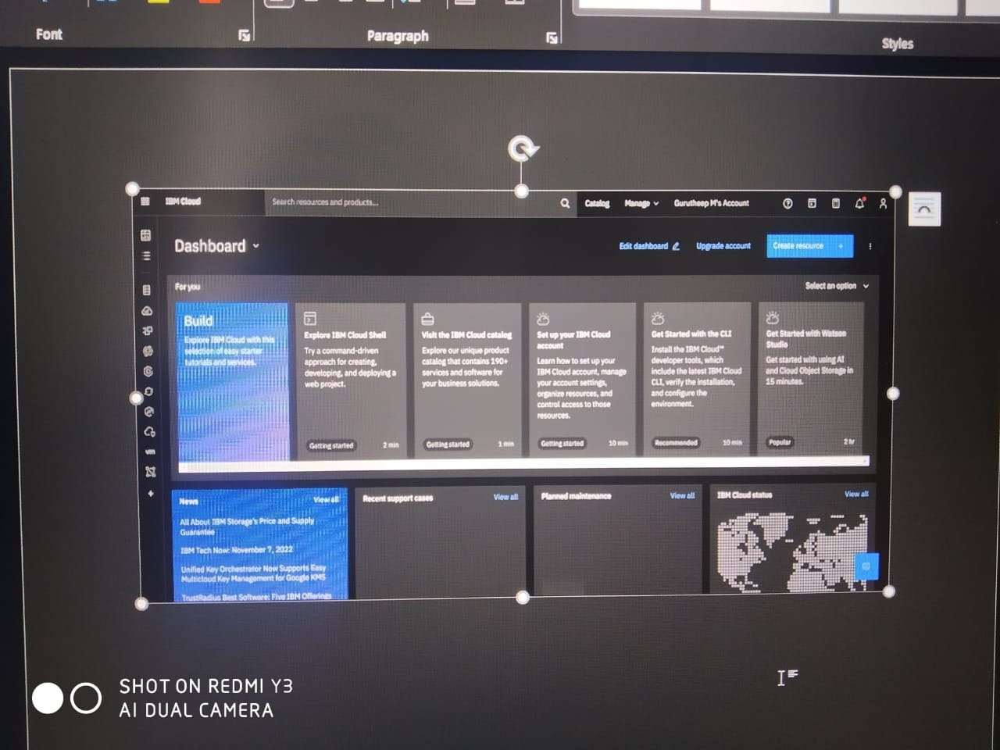 Font
Paragraph
Styles
IBM Cloud
Search resources and products...
Catalog
Manage
Gurutheep M's Account
Dashboard
Edit dashboard
Upgrade account
Create resource +
For you
Select an option
Build
Explore IBM Cloud with this
selection of easy starter
tutorials and services.
Explore IBM Cloud Shell
Try a command-driven
approach for creating,
developing, and deploying a
web project.
Getting started
2 min
Visit the IBM Cloud catalog
Explore our unique product
catalog that contains 190+
services and software for
your business solutions.
Getting started
1 min
Set up your IBM Cloud
account
Learn how to set up your
IBM Cloud account, manage
your account settings,
organize resources, and
control access to those
resources.
Getting started
10 min
Get Started with the CLI
Install the IBM Cloud™
developer tools, which
include the latest IBM Cloud
CLI, verify the installation,
and configure the
environment.
Recommended
10 min
Get Started with Watson
Studio
Get started with using AI
and Cloud Object Storage in
15 minutes.
Popular
2 hr
News
View all
All About IBM Storage's Price and Supply
Guarantee
IBM Tech Now: November 7, 2022
Unified Key Orchestrator Now Supports Easy
Multicloud Key Management for Google KMS
TrustRadius Best Software: Five IBM Offerings
Recent support cases
View all
Planned maintenance
View all
IBM Cloud status
View all
vm
SHOT ON REDMI Y3
AI DUAL CAMERA